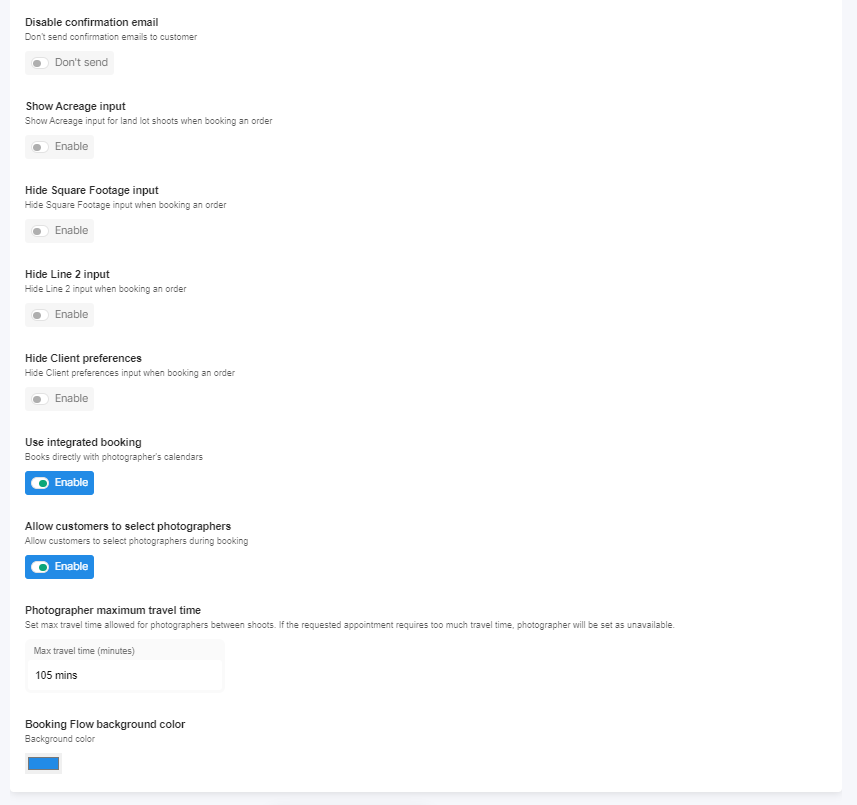 Disable confirmation email
Don't send confirmation emails to customer
Don't send
Show Acreage input
Show Acreage input for land lot shoots when booking an order
Enable
Hide Square Footage input
Hide Square Footage input when booking an order
Enable
Hide Line 2 input
Hide Line 2 input when booking an order
Enable
Hide Client preferences
Hide Client preferences input when booking an order
Enable
Use integrated booking
Books directly with photographer's calendars
Enable
Allow customers to select photographers
Allow customers to select photographers during booking
Enable
Photographer maximum travel time
Set max travel time allowed for photographers between shoots. If the requested appointment requires too much travel time, photographer will be set as unavailable.
Max travel time (minutes)
105 mins
Booking Flow background color
Background color